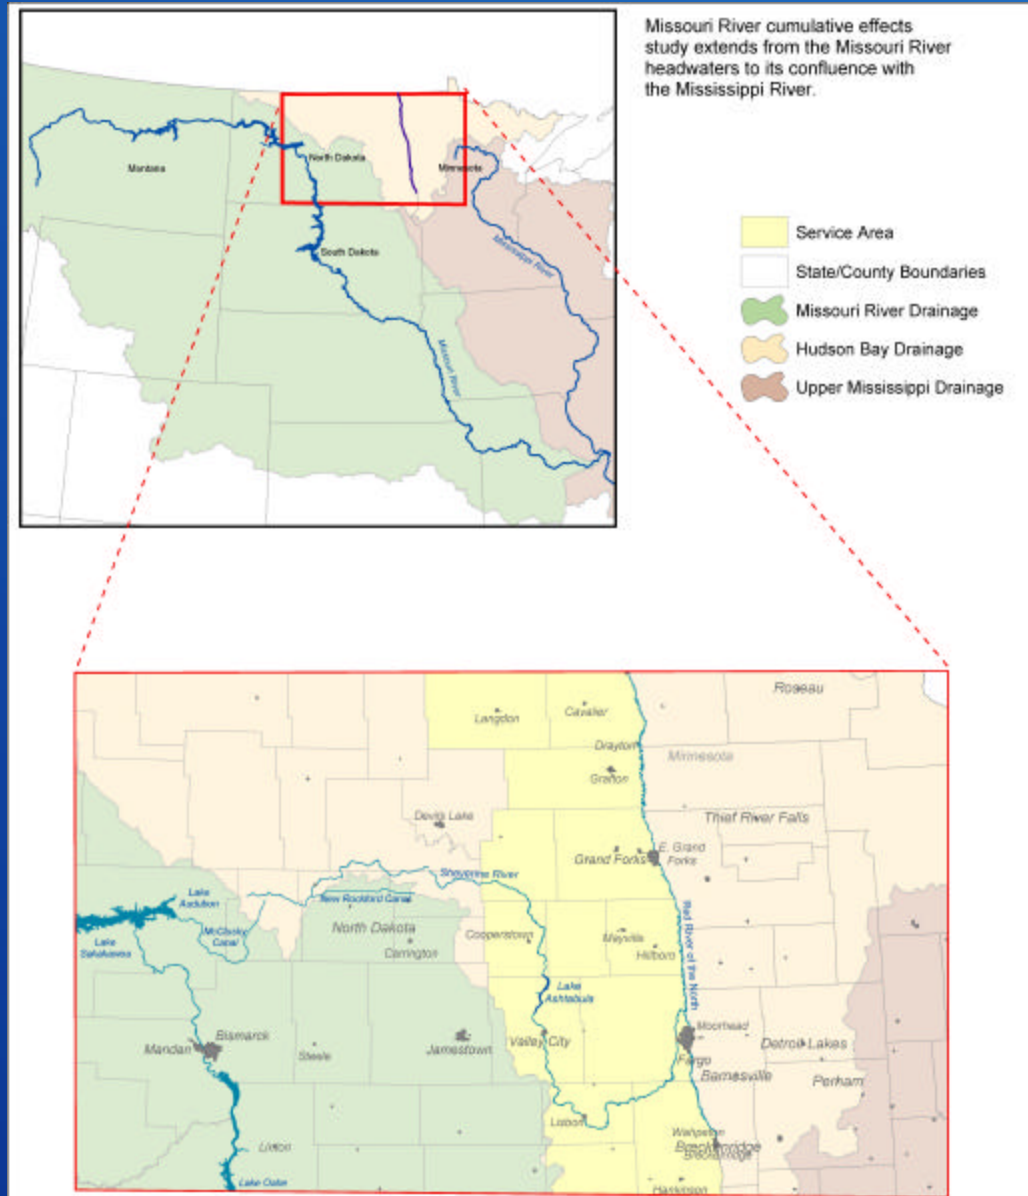 Missouri River cumulative effects
study extends from the Missouri River
headwaters to its confluence with
the Mississippi River.
Montana
North Dakota
Minnesota
South Dakota
Mississippi River
Missouri River
Service Area
State/County Boundaries
Missouri River Drainage
Hudson Bay Drainage
Upper Mississippi Drainage
Roseau
Langdon
Cavalier
Drayton
Minnesota
Grafton
Devils Lake
Thief River Falls
Grand Forks
E. Grand
Forks
Sheyenne River
Lake
Audubon
New Rockford Canal
McClusky
Canal
North Dakota
Cooperstown
Mayville
Hillboro
Carrington
Lake
Sakakawea
Red River of the North
Lake
Ashtabula
Moorhead
Bismarck
Mandan
Steele
Jamestown
Valley City
Fargo
Detroit Lakes
Barnesville
Perham
Lisbon
Wahpeton
Breckenridge
Breckenridge
Linton
Hankinson
Lake Oahe